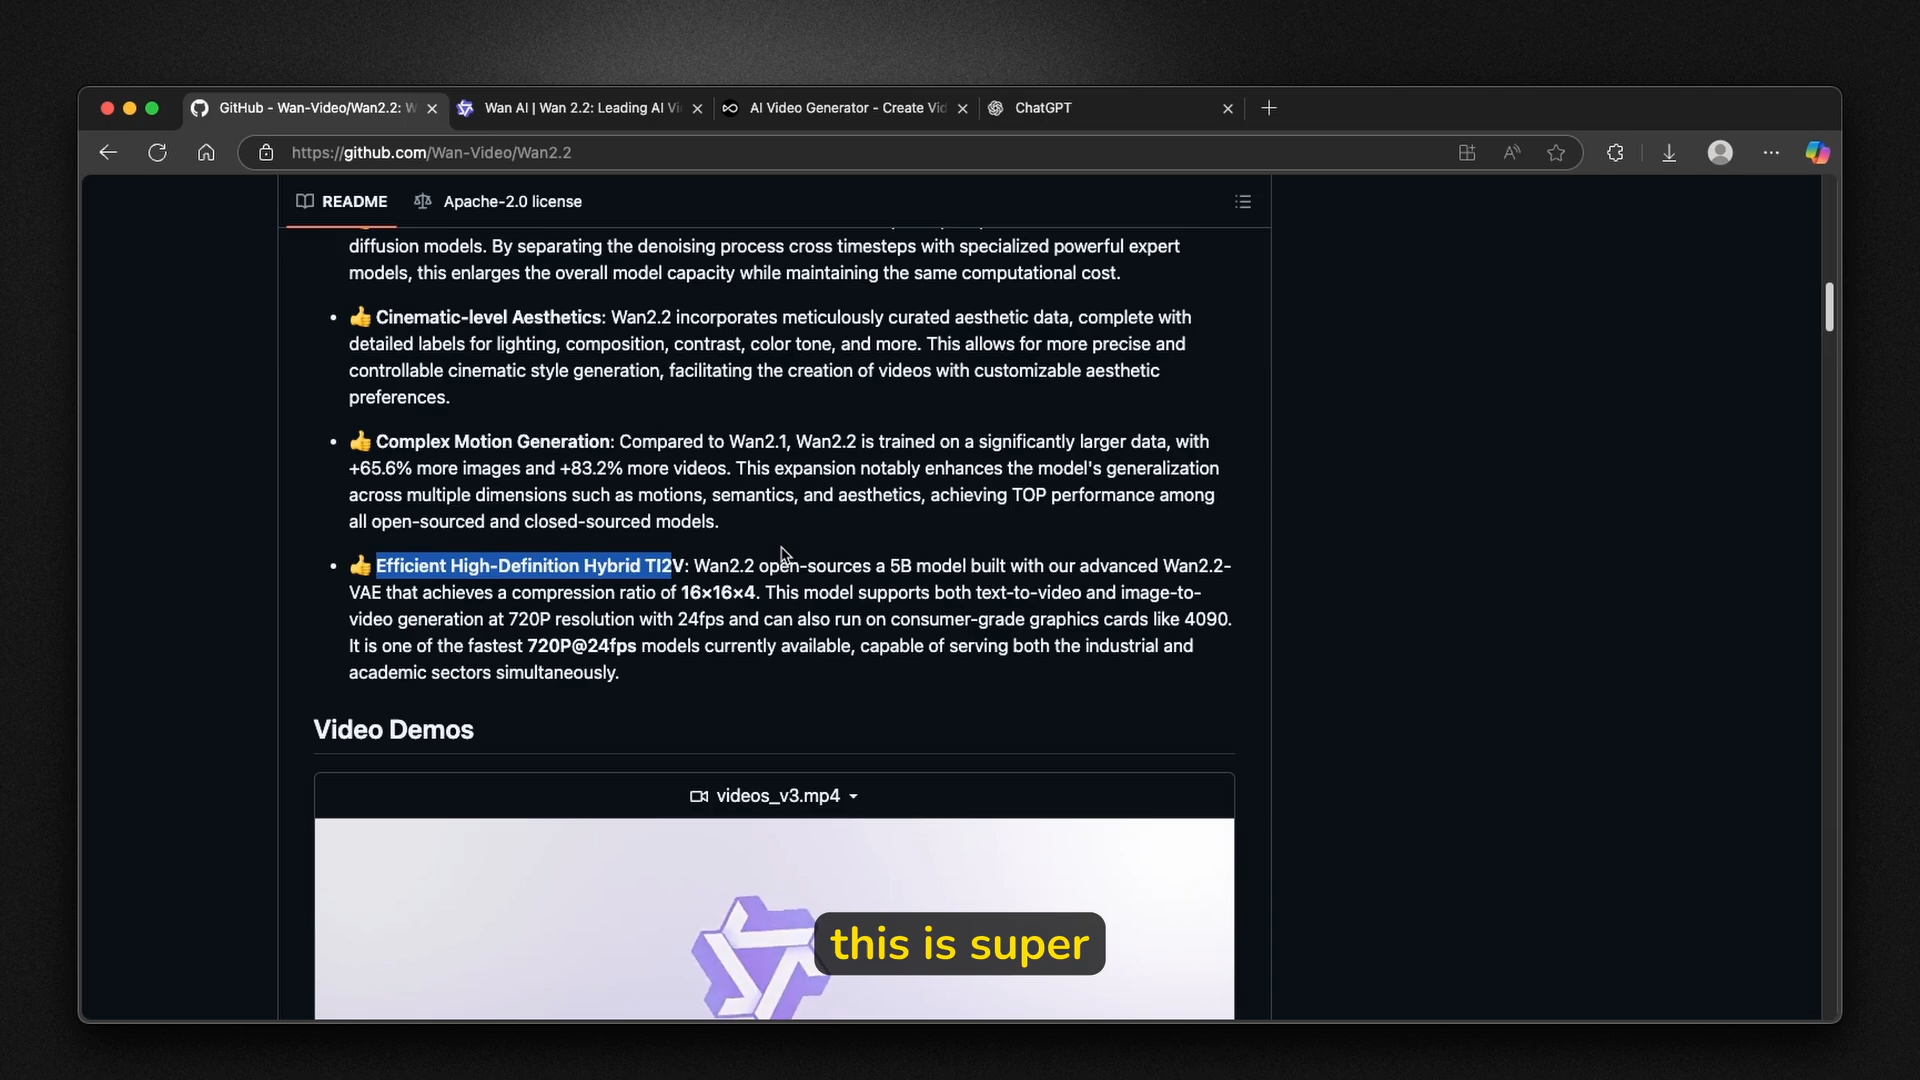 GitHub - Wan-Video/Wan2.2: W
Wan AI | Wan 2.2: Leading AI Vi
AI Video Generator - Create Vid
ChatGPT
https://github.com/Wan-Video/Wan2.2
README
Apache-2.0 license
diffusion models. By separating the denoising process cross timesteps with specialized powerful expert
models, this enlarges the overall model capacity while maintaining the same computational cost.
• 👍 Cinematic-level Aesthetics: Wan2.2 incorporates meticulously curated aesthetic data, complete with
detailed labels for lighting, composition, contrast, color tone, and more. This allows for more precise and
controllable cinematic style generation, facilitating the creation of videos with customizable aesthetic
preferences.
• 👍 Complex Motion Generation: Compared to Wan2.1, Wan2.2 is trained on a significantly larger data, with
+65.6% more images and +83.2% more videos. This expansion notably enhances the model's generalization
across multiple dimensions such as motions, semantics, and aesthetics, achieving TOP performance among
all open-sourced and closed-sourced models.
• 👍 Efficient High-Definition Hybrid TI2V: Wan2.2 open-sources a 5B model built with our advanced Wan2.2-
VAE that achieves a compression ratio of 16×16×4. This model supports both text-to-video and image-to-
video generation at 720P resolution with 24fps and can also run on consumer-grade graphics cards like 4090.
It is one of the fastest 720P@24fps models currently available, capable of serving both the industrial and
academic sectors simultaneously.
Video Demos
videos_v3.mp4
this is super